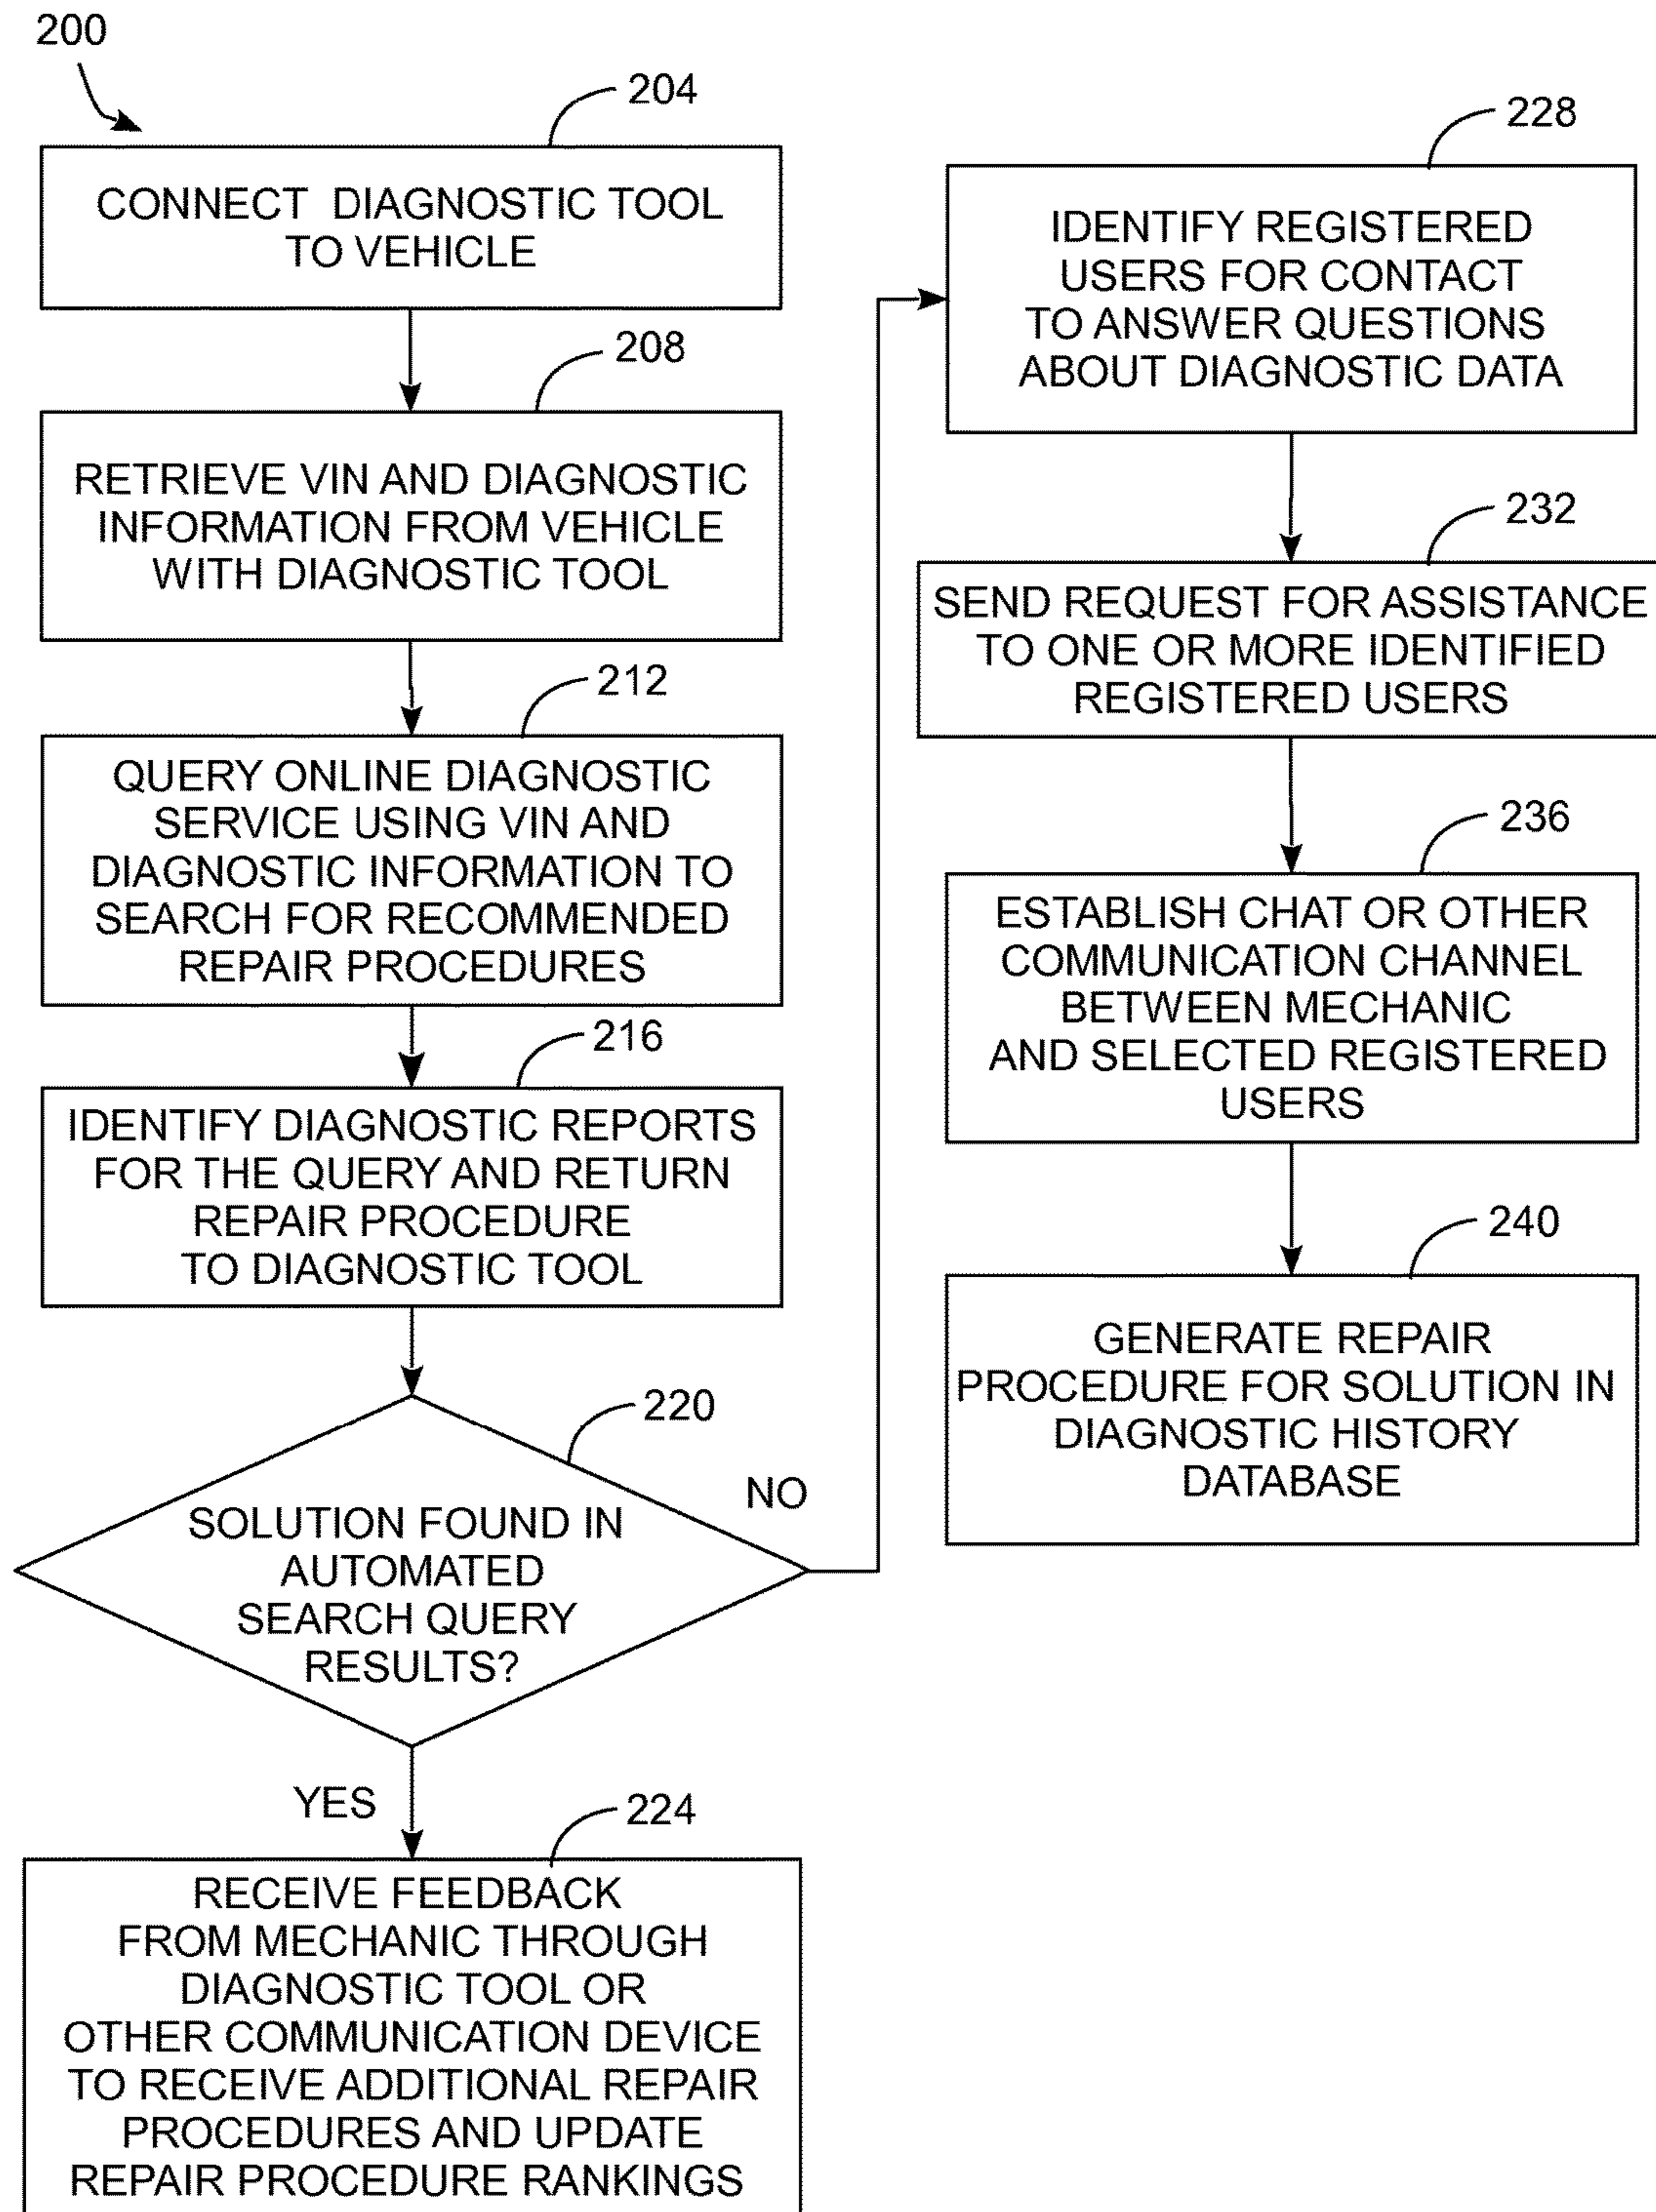 200
204
CONNECT DIAGNOSTIC TOOL
TO VEHICLE
208
RETRIEVE VIN AND DIAGNOSTIC
INFORMATION FROM VEHICLE
WITH DIAGNOSTIC TOOL
212
QUERY ONLINE DIAGNOSTIC
SERVICE USING VIN AND
DIAGNOSTIC INFORMATION TO
SEARCH FOR RECOMMENDED
REPAIR PROCEDURES
216
IDENTIFY DIAGNOSTIC REPORTS
FOR THE QUERY AND RETURN
REPAIR PROCEDURE
TO DIAGNOSTIC TOOL
220
SOLUTION FOUND IN
AUTOMATED
SEARCH QUERY
RESULTS?
NO
YES
224
RECEIVE FEEDBACK
FROM MECHANIC THROUGH
DIAGNOSTIC TOOL OR
OTHER COMMUNICATION DEVICE
TO RECEIVE ADDITIONAL REPAIR
PROCEDURES AND UPDATE
REPAIR PROCEDURE RANKINGS
228
IDENTIFY REGISTERED
USERS FOR CONTACT
TO ANSWER QUESTIONS
ABOUT DIAGNOSTIC DATA
232
SEND REQUEST FOR ASSISTANCE
TO ONE OR MORE IDENTIFIED
REGISTERED USERS
236
ESTABLISH CHAT OR OTHER
COMMUNICATION CHANNEL
BETWEEN MECHANIC
AND SELECTED REGISTERED
USERS
240
GENERATE REPAIR
PROCEDURE FOR SOLUTION IN
DIAGNOSTIC HISTORY
DATABASE